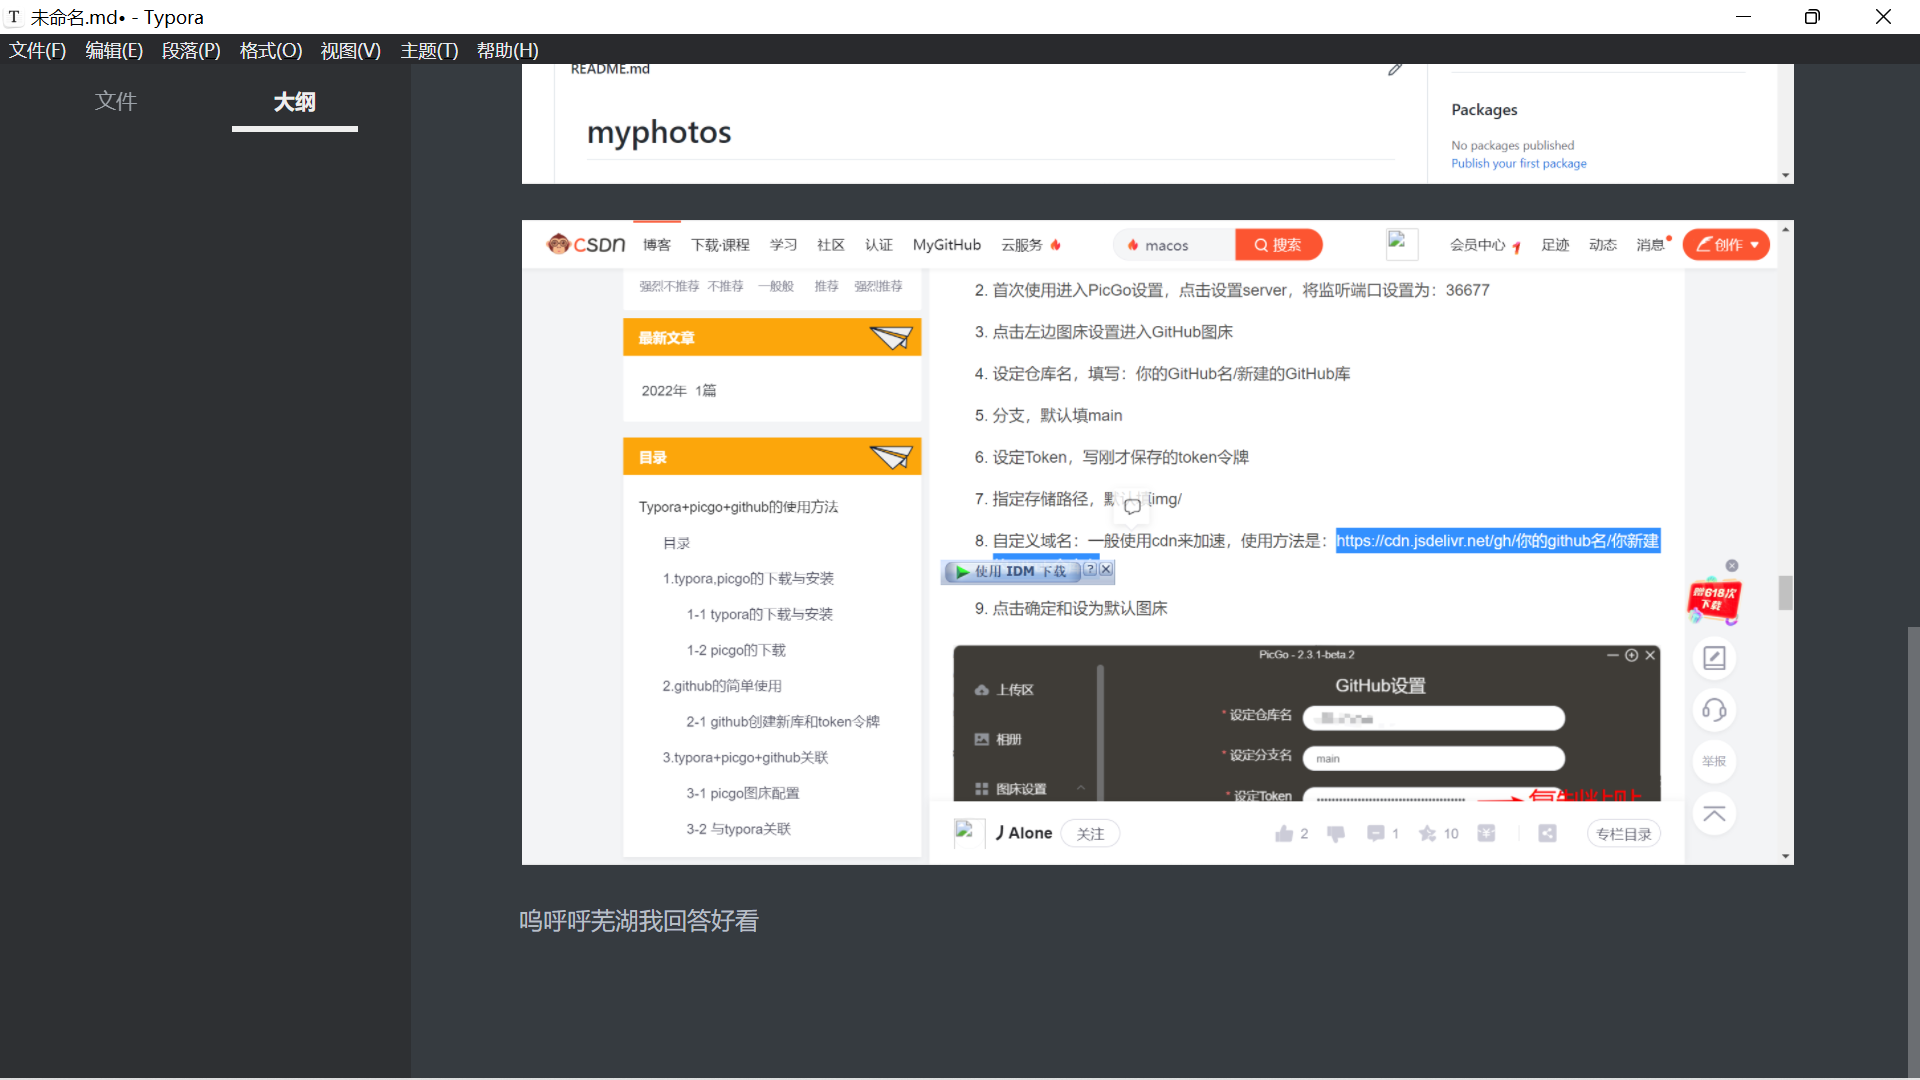 未命名.md• - Typora
文件(F) 编辑(E) 段落(P) 格式(O) 视图(V) 主题(T) 帮助(H)
文件 大纲
README.md
myphotos
Packages
No packages published
Publish your first package
CSDN 博客 下载·课程 学习 社区 认证 MyGitHub 云服务 macos 搜索 会员中心 足迹 动态 消息 创作
强烈不推荐 不推荐 一般般 推荐 强烈推荐
最新文章
2022年 1篇
目录
Typora+picgo+github的使用方法
目录
1.typora,picgo的下载与安装
1-1 typora的下载与安装
1-2 picgo的下载
2.github的简单使用
2-1 github创建新库和token令牌
3.typora+picgo+github关联
3-1 picgo图床配置
3-2 与typora关联
2. 首次使用进入PicGo设置，点击设置server，将监听端口设置为：36677
3. 点击左边图床设置进入GitHub图床
4. 设定仓库名，填写：你的GitHub名/新建的GitHub库
5. 分支，默认填main
6. 设定Token，写刚才保存的token令牌
7. 指定存储路径，默认填img/
8. 自定义域名：一般使用cdn来加速，使用方法是：https://cdn.jsdelivr.net/gh/你的github名/你新建
使用 IDM 下载 ?
9. 点击确定和设为默认图床
PicGo - 2.3.1-beta.2
上传区
相册
图床设置
GitHub设置
* 设定仓库名
* 设定分支名 main
* 设定Token
赠618次
下载
举报
J Alone 关注 2 1 10 专栏目录
呜呼呼芜湖我回答好看